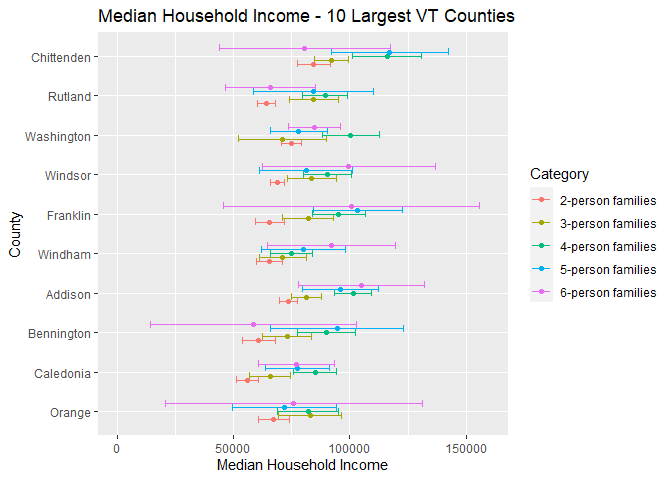 Median Household Income - 10 Largest VT Counties
County
Chittenden
Rutland
Washington
Windsor
Franklin
Windham
Addison
Bennington
Caledonia
Orange
0
50000
100000
150000
Median Household Income
Category
2-person families
3-person families
4-person families
5-person families
6-person families